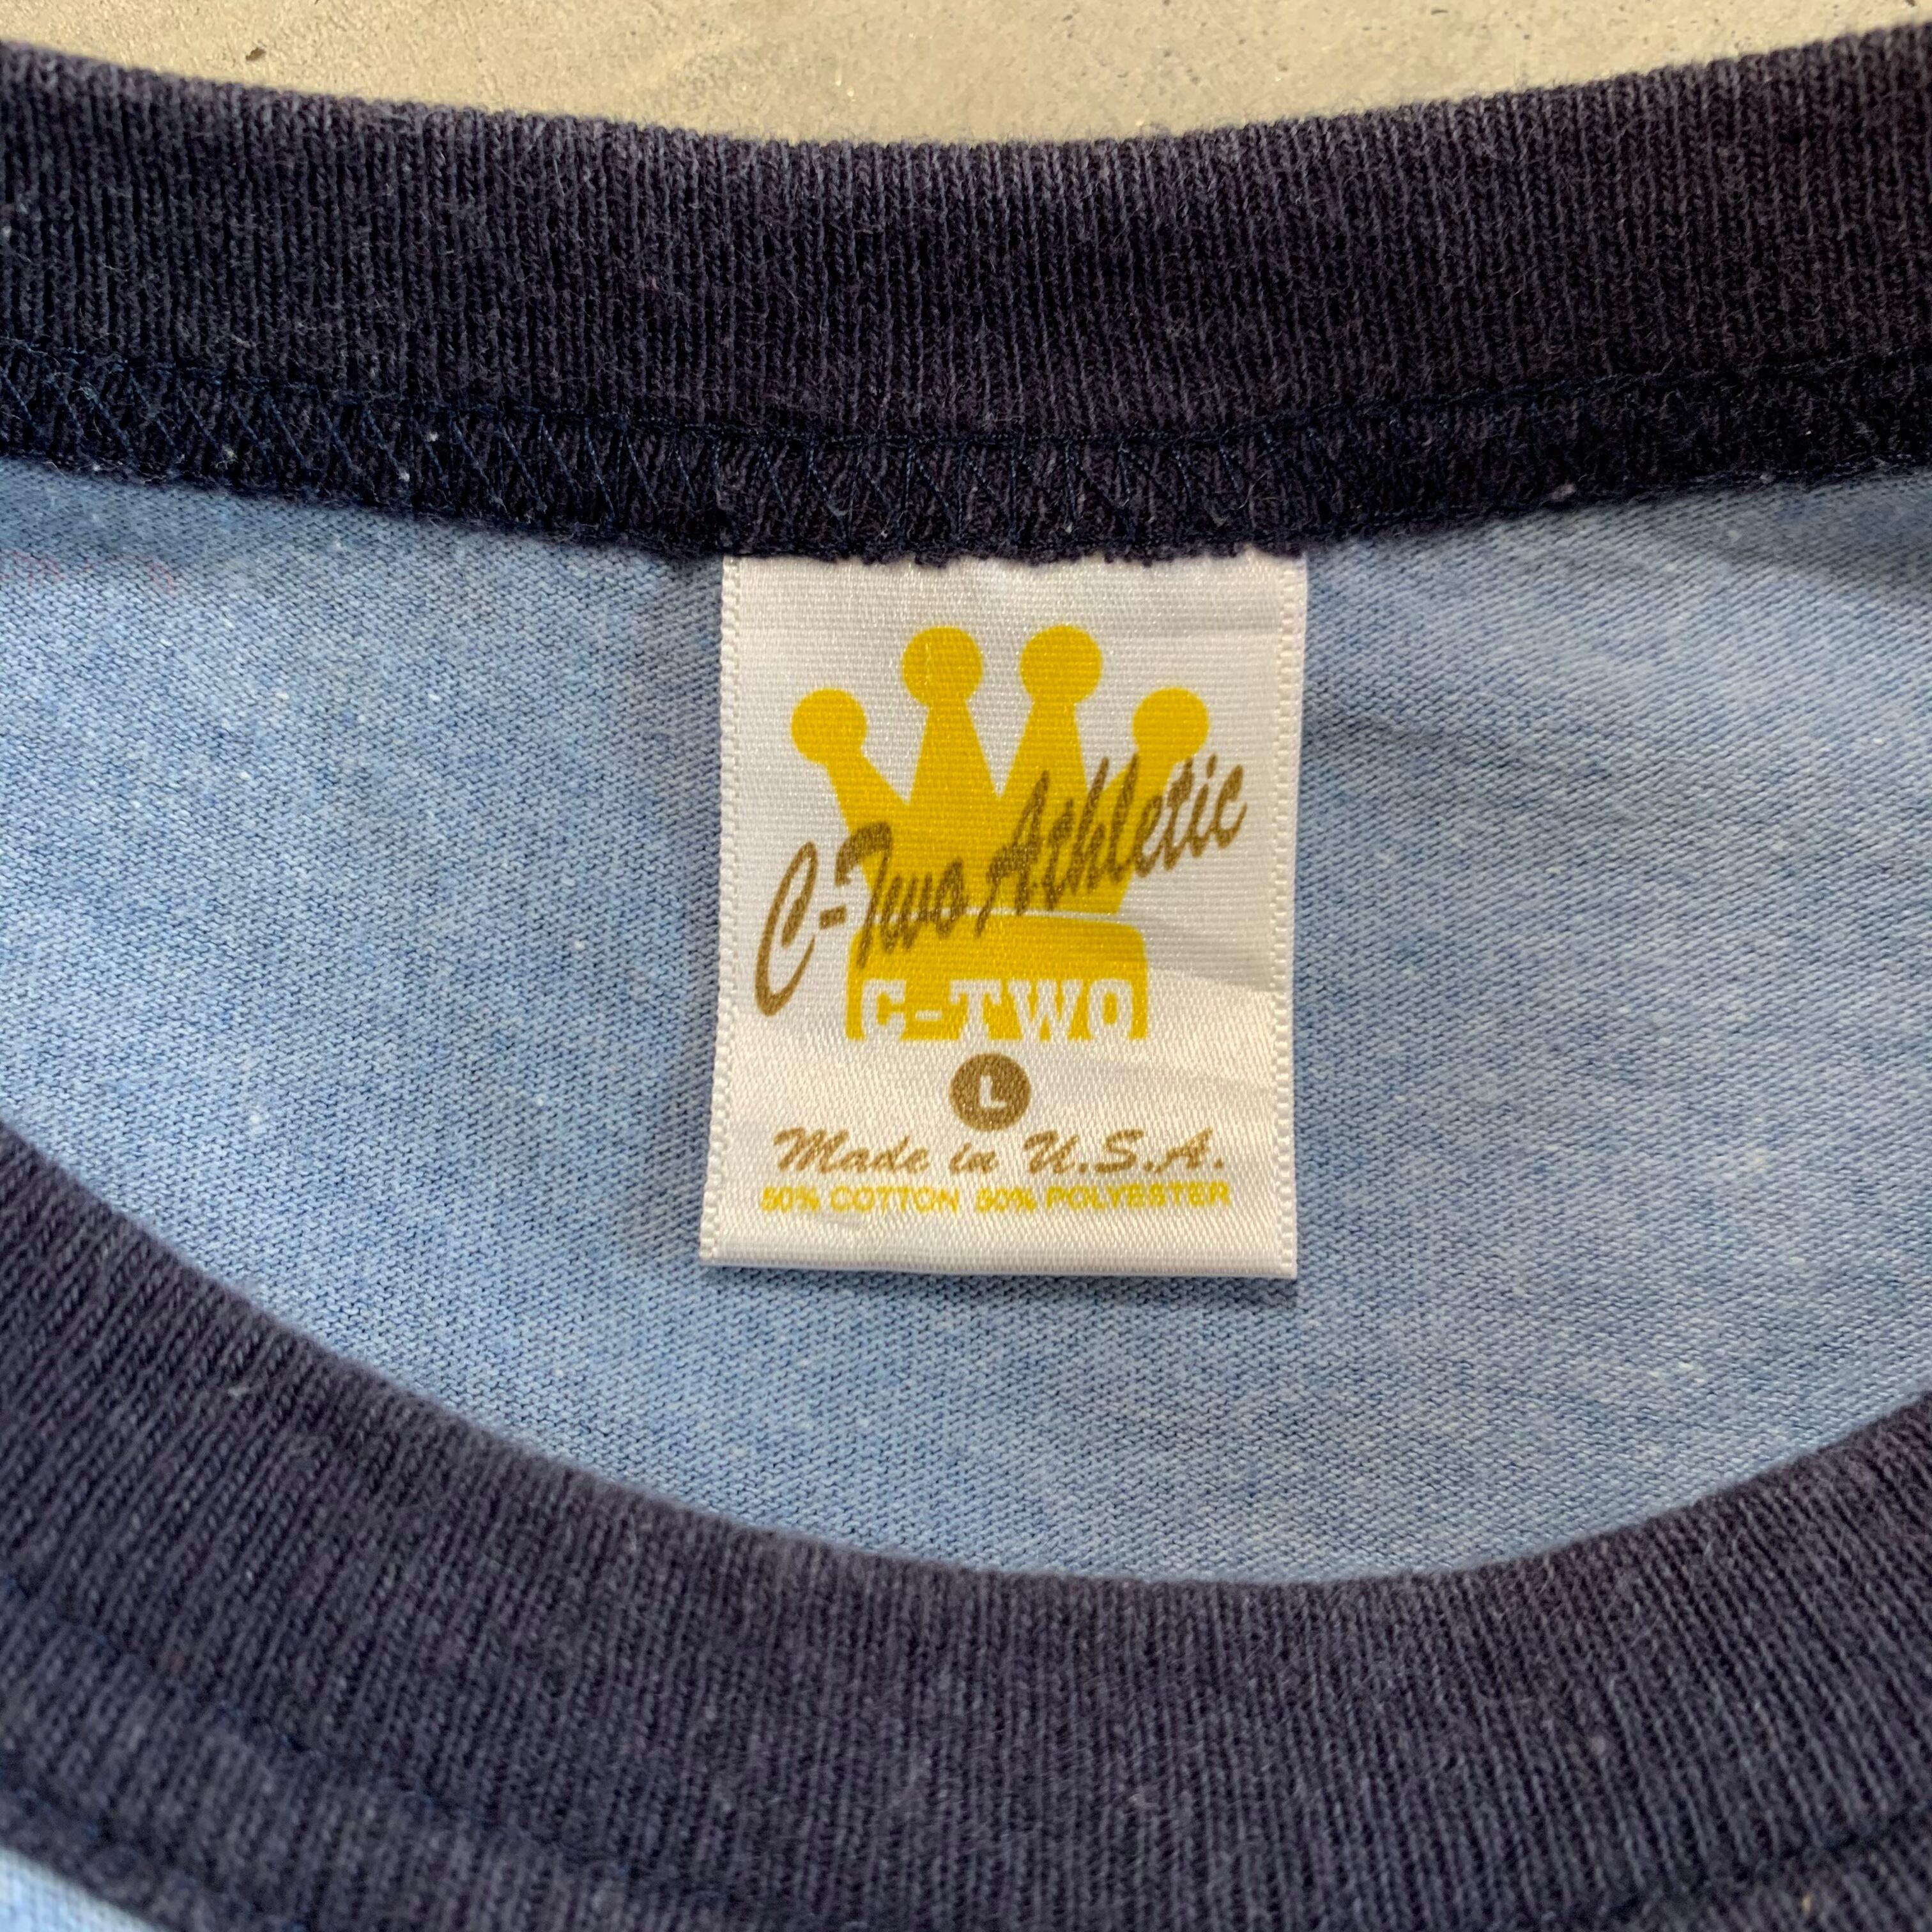 C-Two Athletic
C-TWO
L
Made in U.S.A.
50% COTTON 50% POLYESTER